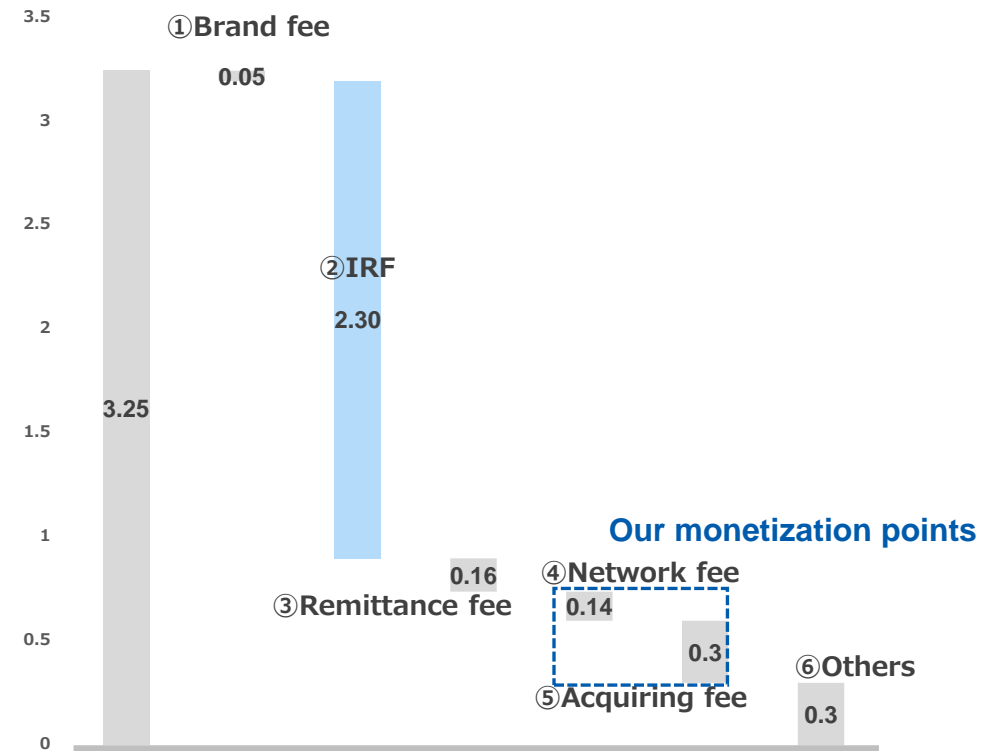 3.5
①Brand fee
0.05
3
2.5
②IRF
2.30
2
3.25
1.5
Our monetization points
1
④Network fee
0.16
③Remittance fee
0.14
0.5
0.3
⑥Others
⑤Acquiring fee
0.3
0